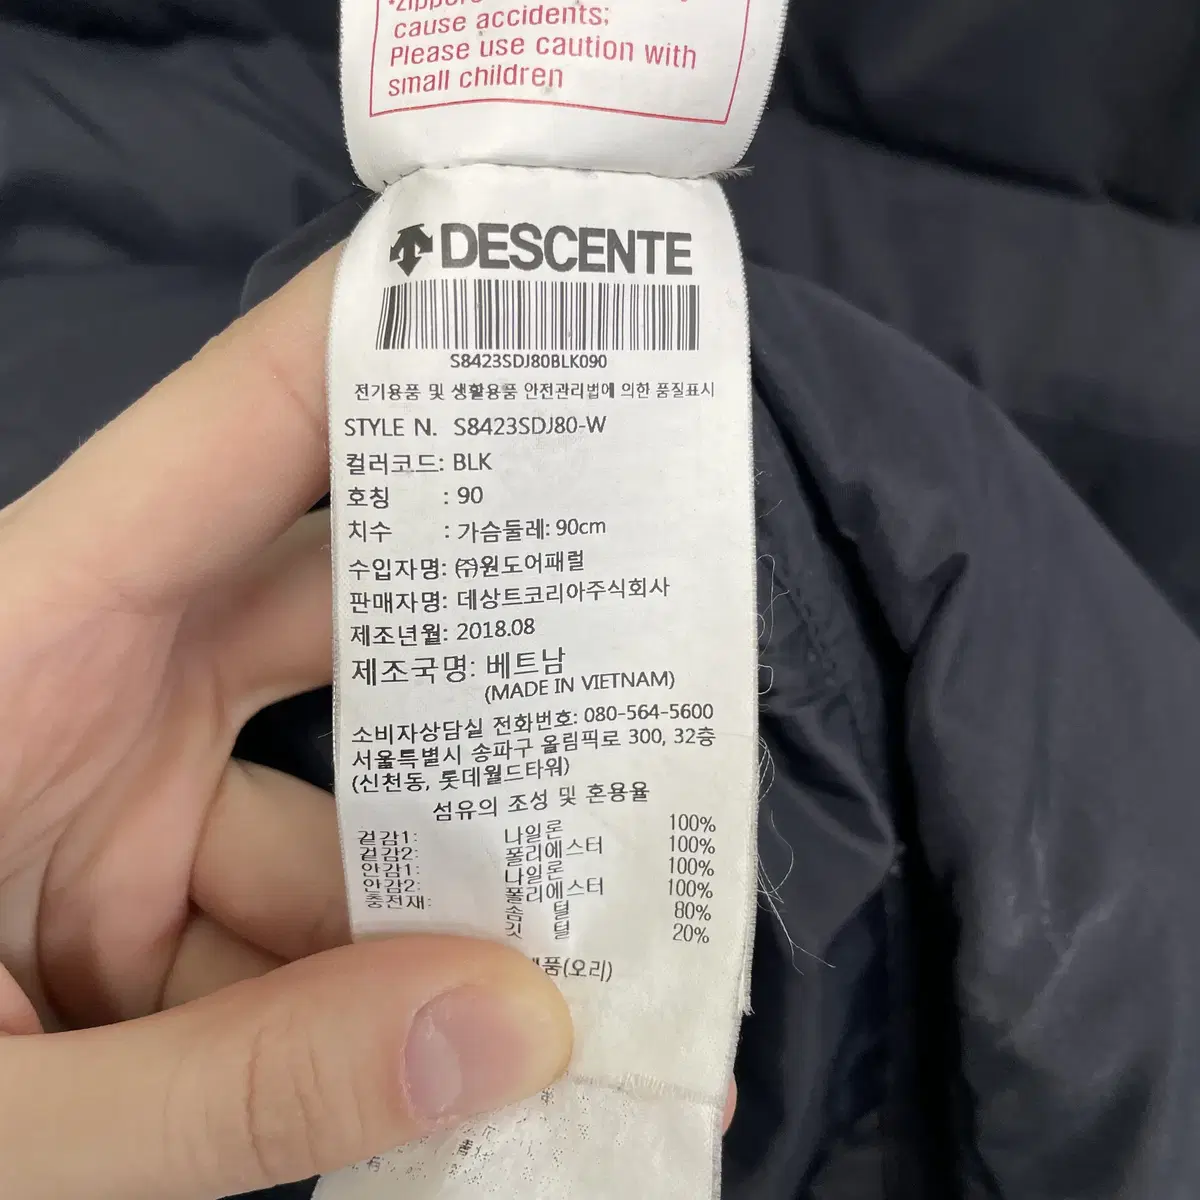 cause accidents;
Please use caution with
small children
DESCENTE
S8423SDJ80BLK090
전기용품 및 생활용품 안전관리법에 의한 품질표시
STYLE N. S8423SDJ80-W
컬러코드: BLK
호칭 : 90
치수 : 가슴둘레: 90cm
수입자명: ㈜원도어패럴
판매자명: 데상트코리아주식회사
제조년월: 2018.08
제조국명: 베트남
(MADE IN VIETNAM)
소비자상담실 전화번호: 080-564-5600
서울특별시 송파구 올림픽로 300, 32층
(신천동, 롯데월드타워)
섬유의 조성 및 혼용율
겉감1: 나일론 100%
겉감2: 폴리에스터 100%
안감1: 나일론 100%
안감2: 폴리에스터 100%
충전재: 솜 털 80%
깃 털 20%
품(오리)